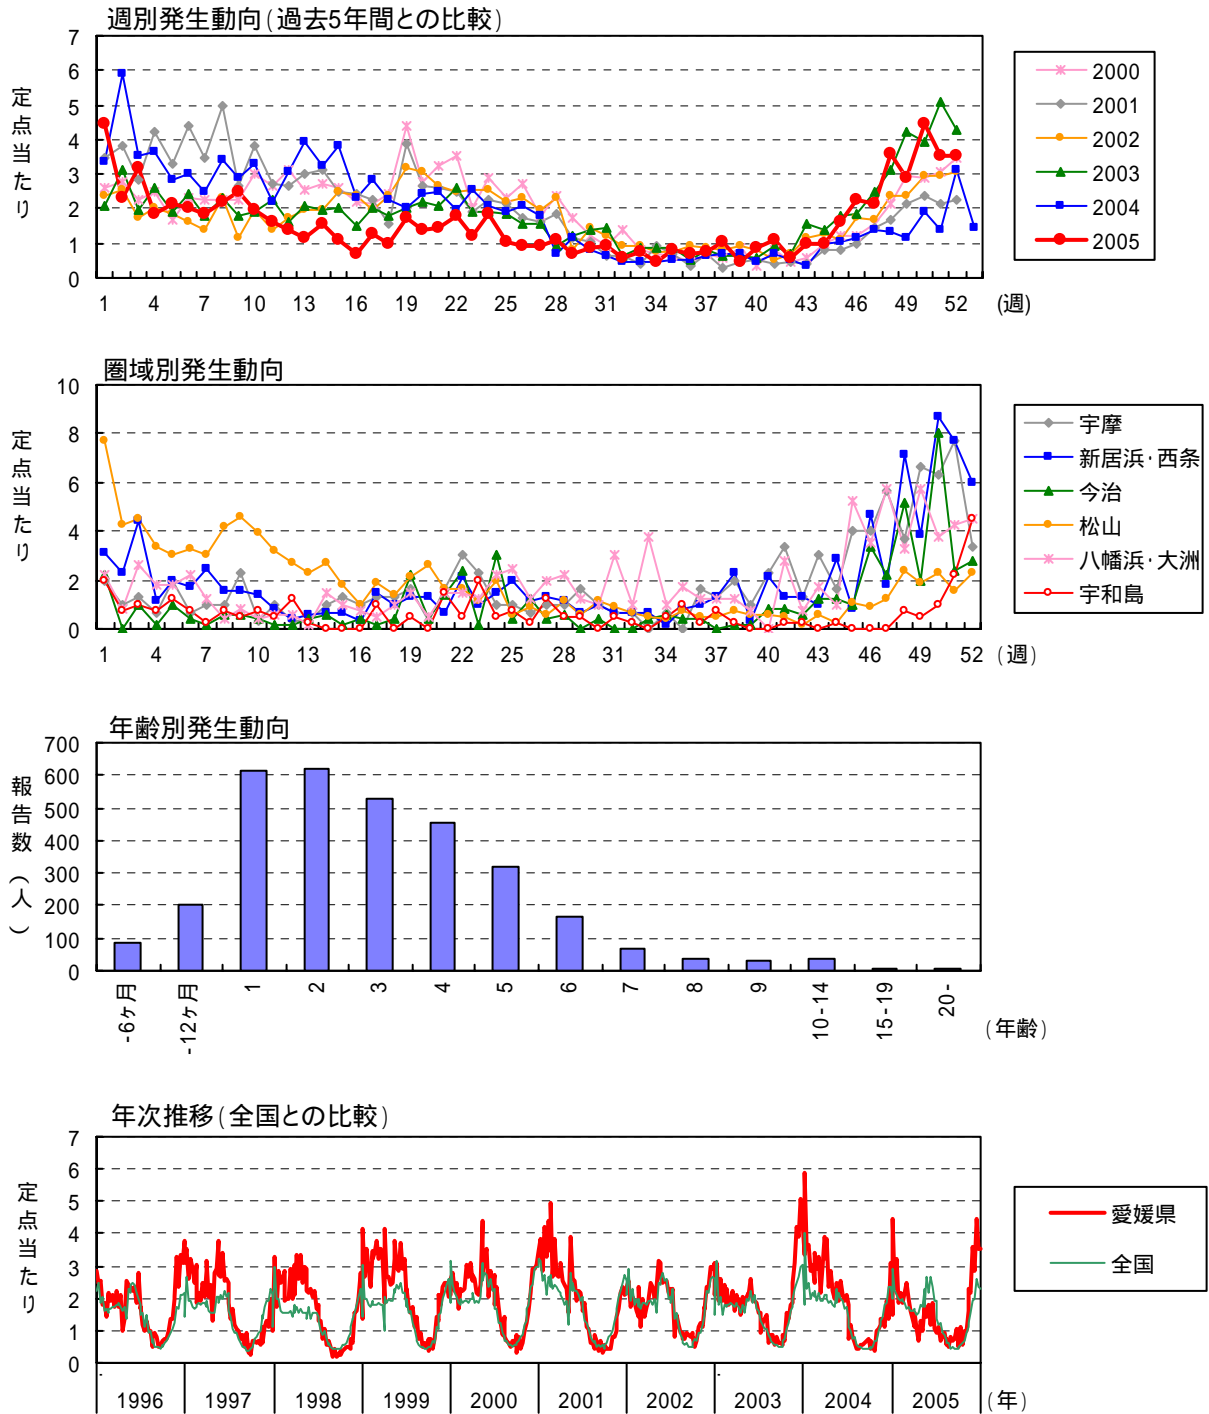 週別発生動向(過去5年間との比較)
定点当たり
7
6
5
4
3
2
1
0
1 4 7 10 13 16 19 22 25 28 31 34 37 40 43 46 49 52 (週)
2000
2001
2002
2003
2004
2005
圏域別発生動向
定点当たり
10
8
6
4
2
0
1 4 7 10 13 16 19 22 25 28 31 34 37 40 43 46 49 52 (週)
宇摩
新居浜・西条
今治
松山
八幡浜・大洲
宇和島
年齢別発生動向
報告数(人)
700
600
500
400
300
200
100
0
-6ヶ月 -12ヶ月 1 2 3 4 5 6 7 8 9 10-14 15-19 20- (年齢)
年次推移(全国との比較)
定点当たり
7
6
5
4
3
2
1
0
1996 1997 1998 1999 2000 2001 2002 2003 2004 2005 (年)
愛媛県
全国